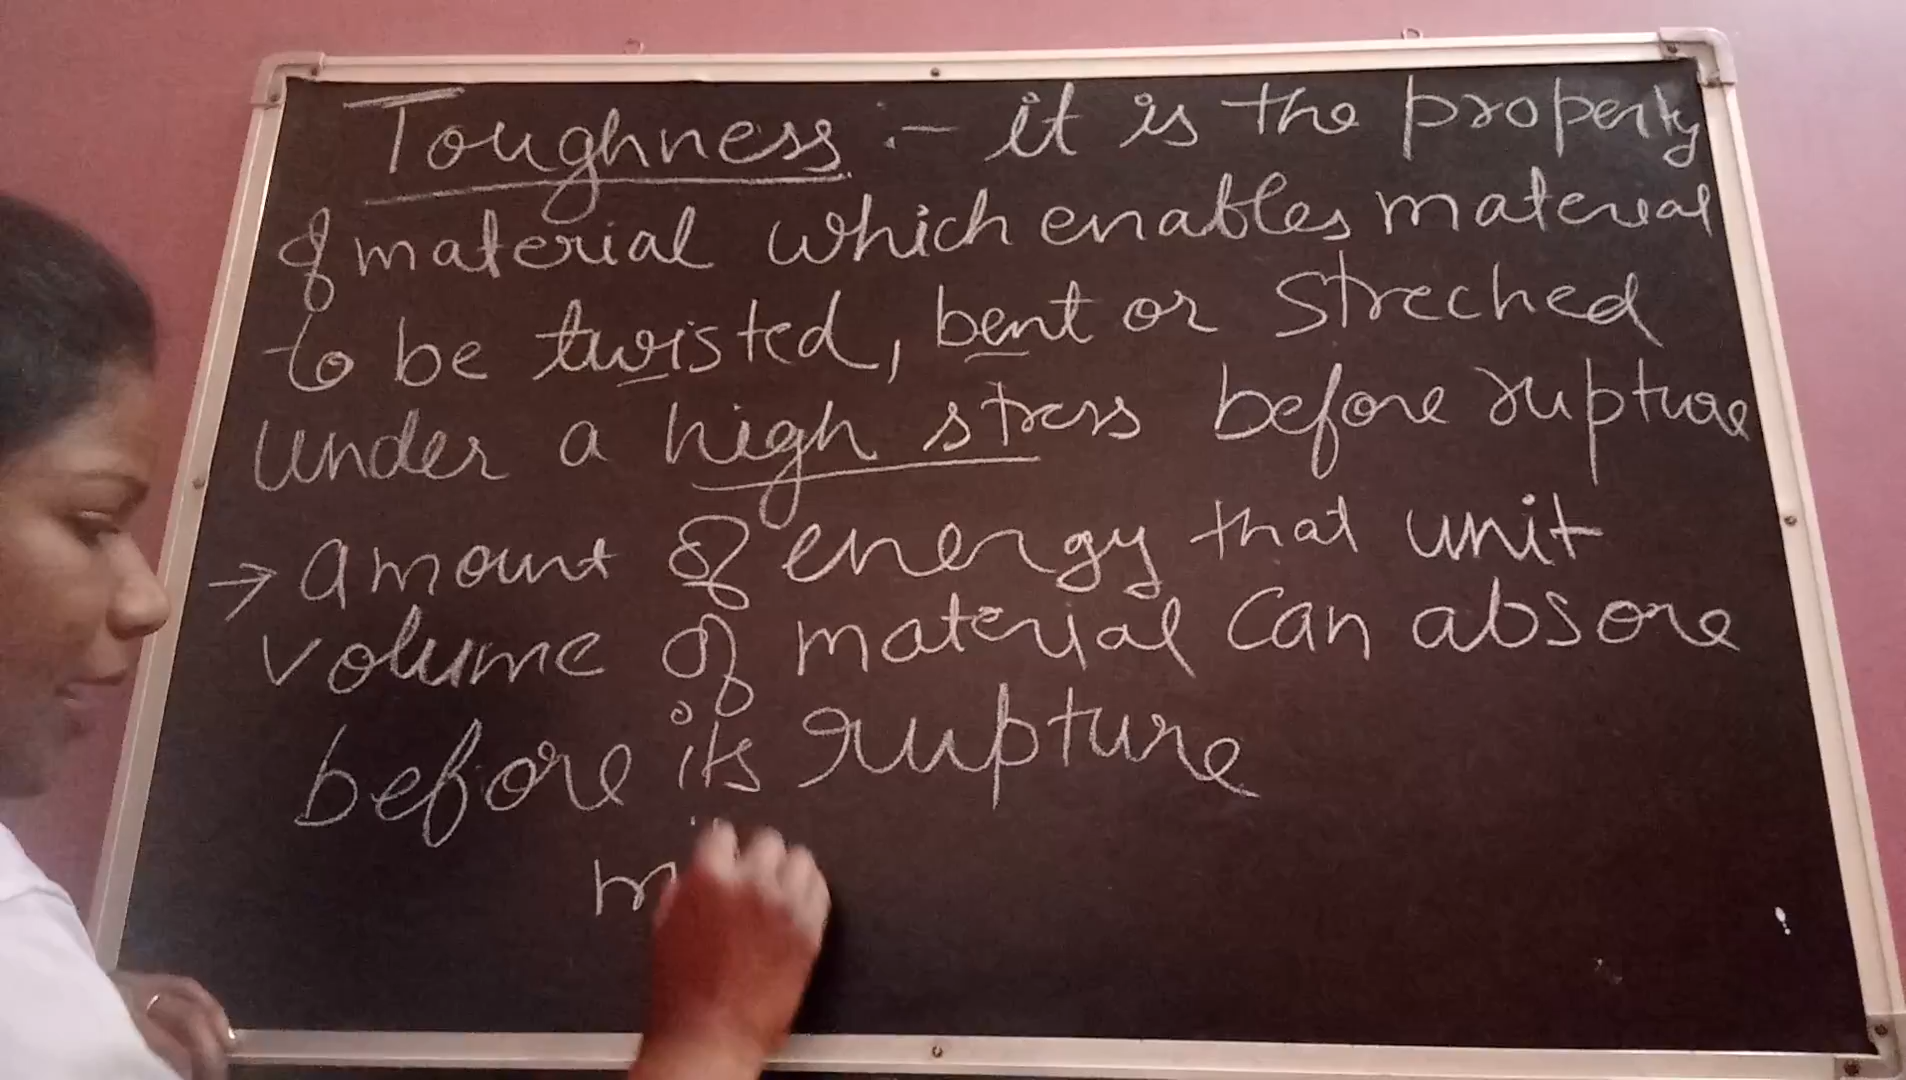 Toughness :- it is the property
of material which enables material
to be twisted, bent or streched
under a high stress before rupture
→ amount of energy that unit
volume of material can absore
before its rupture
m